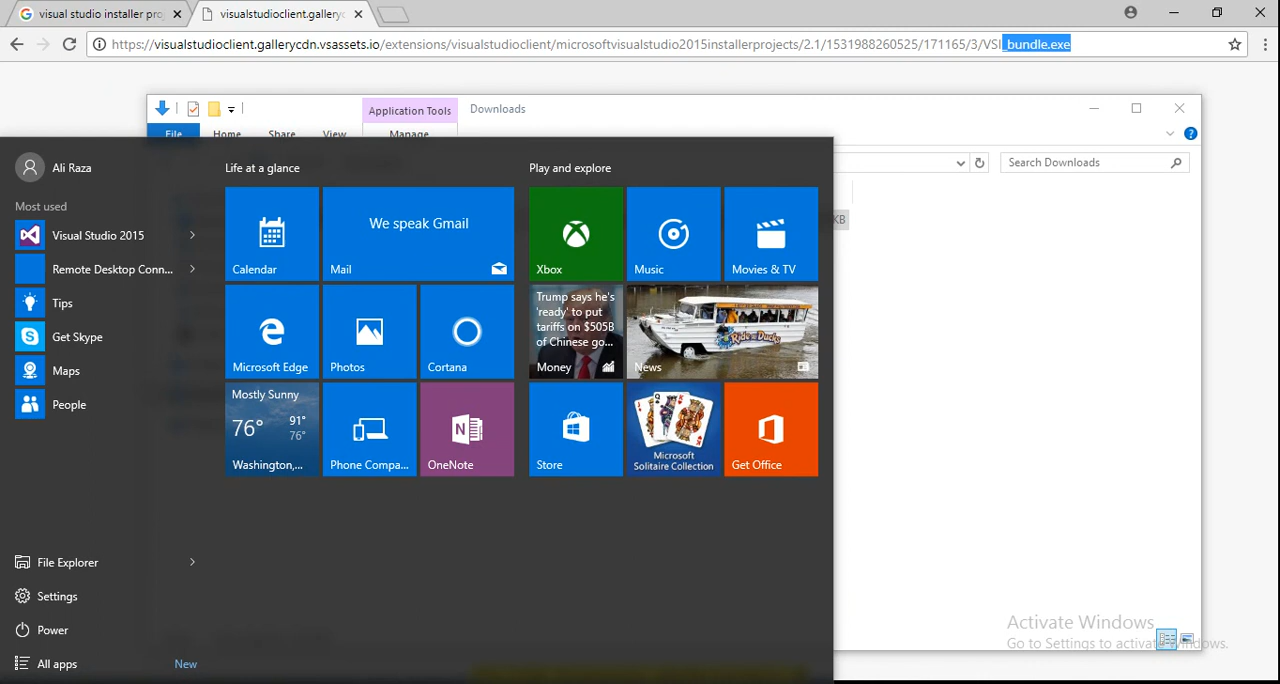 visual studio installer pro
visualstudioclient.galleryc
https://visualstudioclient.gallerycdn.vsassets.io/extensions/visualstudioclient/microsoftvisualstudio2015installerprojects/2.1/1531988260525/171165/3/VSI_bundle.exe
Application Tools
Downloads
File
Home
Share
View
Manage
Search Downloads
KB
Ali Raza
Most used
Visual Studio 2015
Remote Desktop Conn...
Tips
Get Skype
Maps
People
File Explorer
Settings
Power
All apps
New
Life at a glance
Calendar
We speak Gmail
Mail
Microsoft Edge
Photos
Cortana
Mostly Sunny
76°
91°
76°
Washington,...
Phone Compa...
OneNote
Play and explore
Xbox
Music
Movies & TV
Trump says he's
'ready' to put
tariffs on $505B
of Chinese go...
Money
Ride the Ducks
News
Store
Microsoft
Solitaire Collection
Get Office
Activate Windows
Go to Settings to activate Windows.